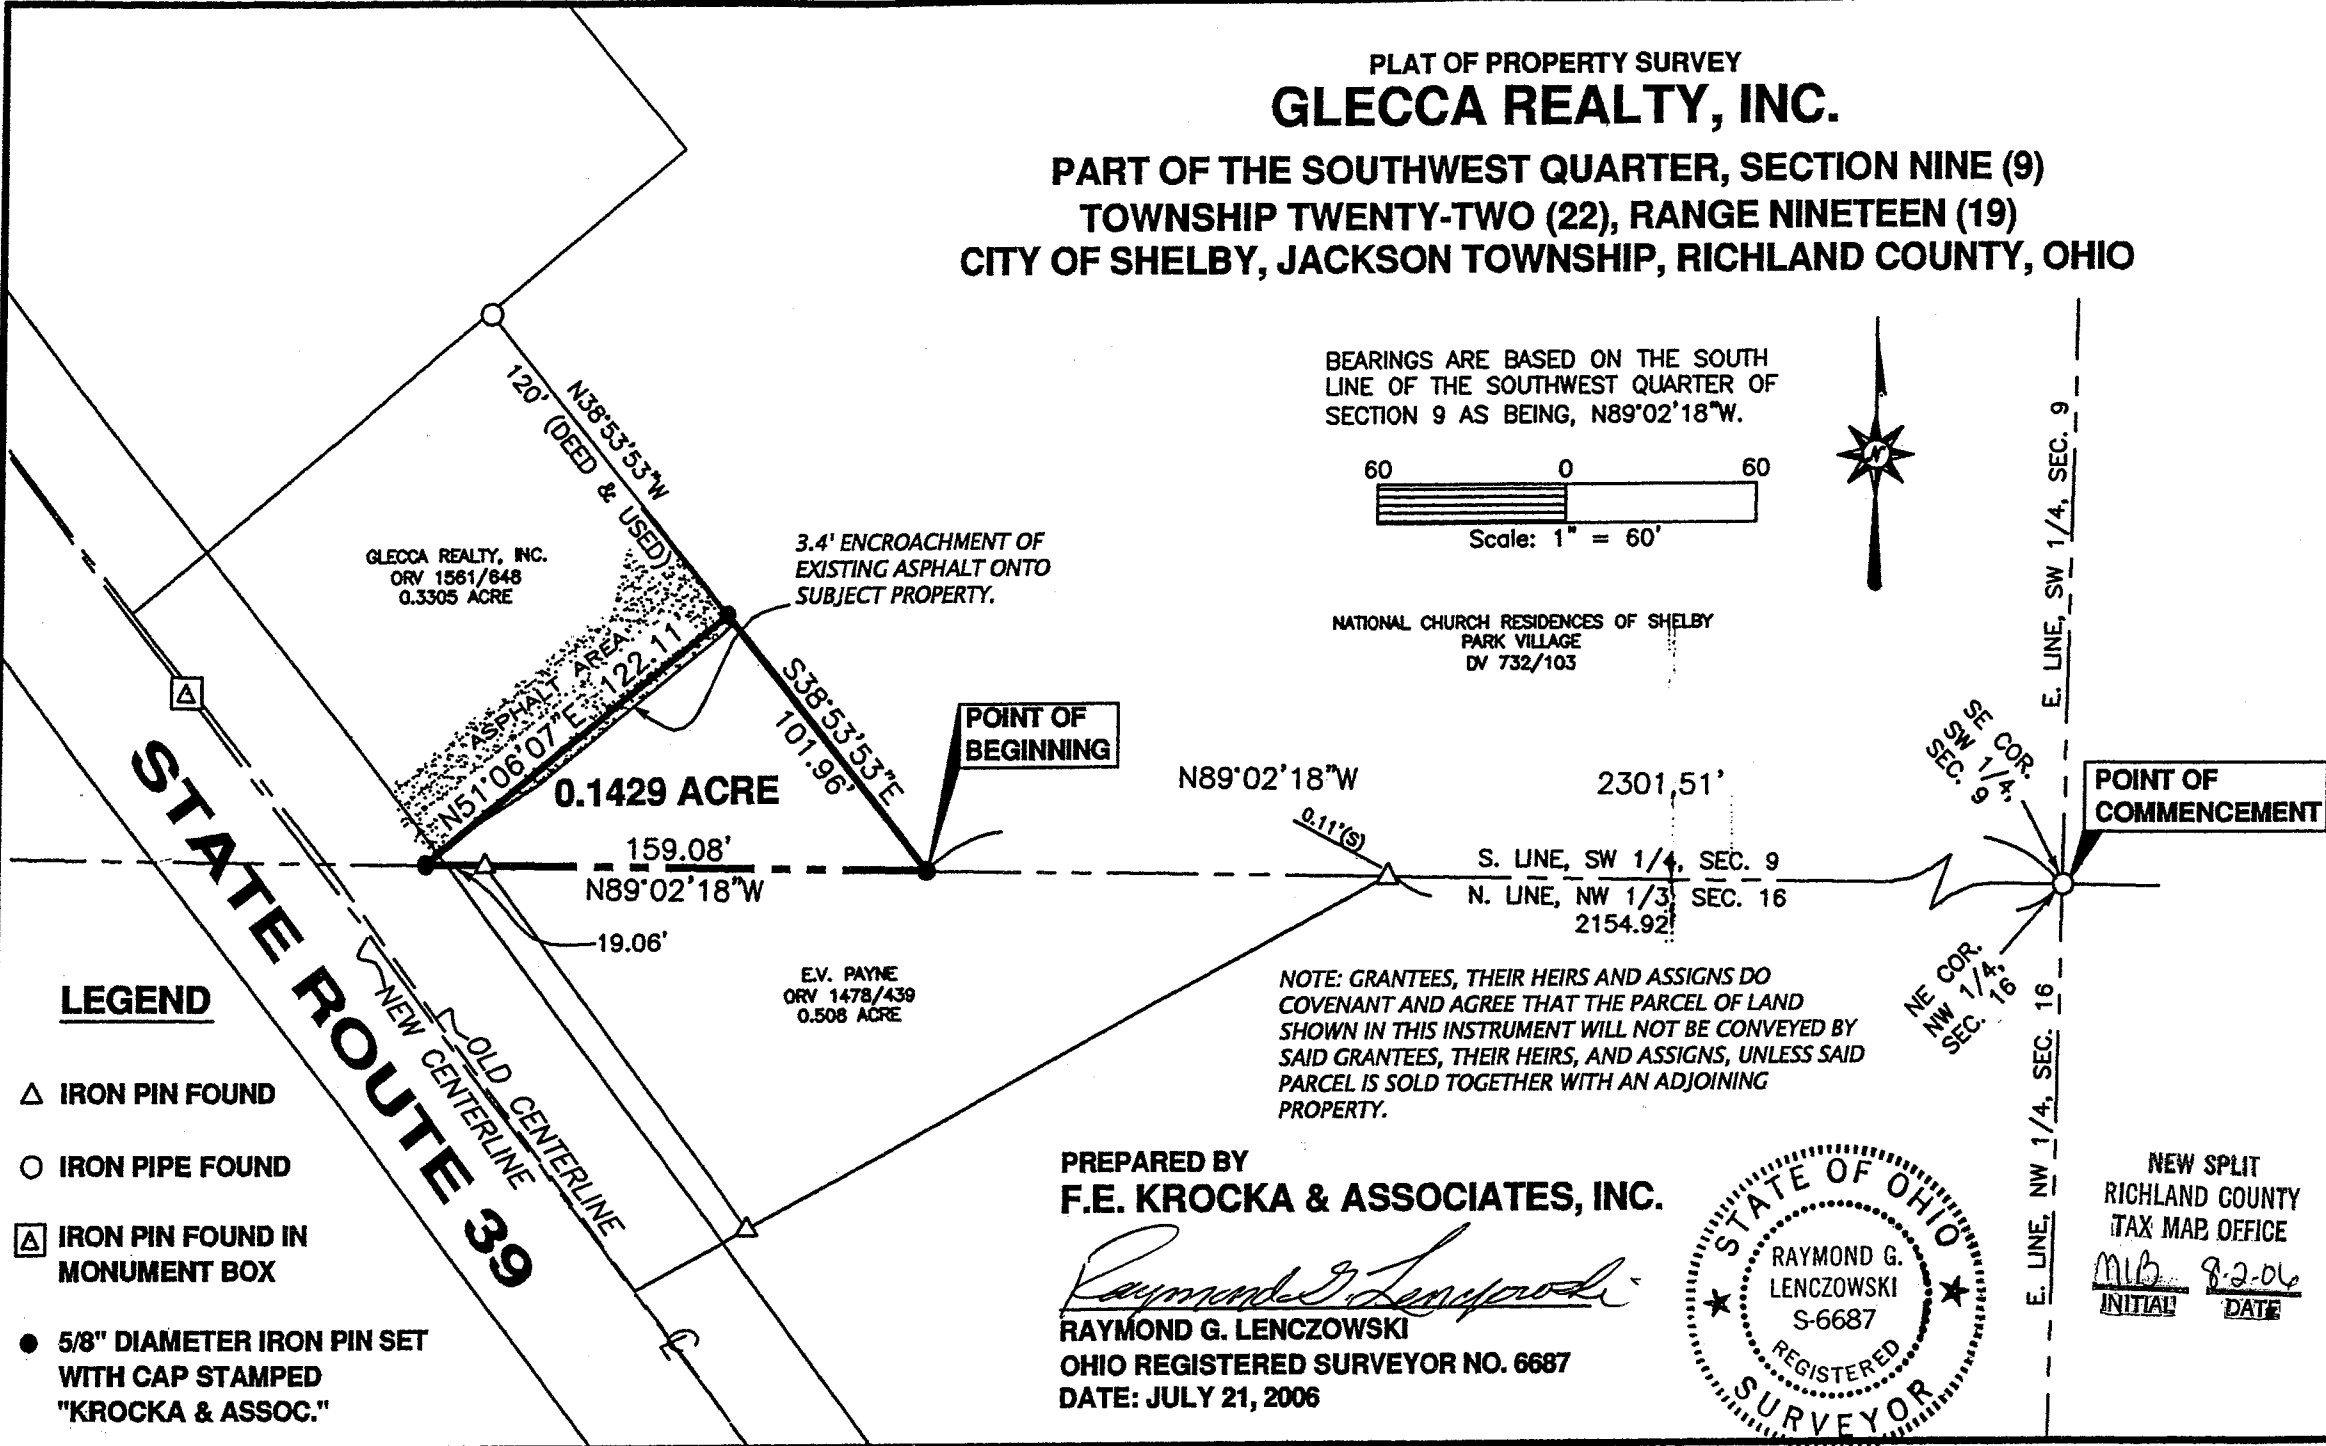 PLAT OF PROPERTY SURVEY
GLECCA REALTY, INC.
PART OF THE SOUTHWEST QUARTER, SECTION NINE (9)
TOWNSHIP TWENTY-TWO (22), RANGE NINETEEN (19)
CITY OF SHELBY, JACKSON TOWNSHIP, RICHLAND COUNTY, OHIO
BEARINGS ARE BASED ON THE SOUTH
LINE OF THE SOUTHWEST QUARTER OF
SECTION 9 AS BEING, N89°02'18"W.
60 0 60
Scale: 1" = 60'
N
NATIONAL CHURCH RESIDENCES OF SHELBY
PARK VILLAGE
DV 732/103
E. LINE, SW 1/4, SEC. 9
N38°53'53"W
120' (DEED & USED)
GLECCA REALTY, INC.
ORV 1561/648
0.3305 ACRE
3.4' ENCROACHMENT OF
EXISTING ASPHALT ONTO
SUBJECT PROPERTY.
ASPHALT AREA
N51°06'07"E 122.11'
S38°53'53"E
101.96'
0.1429 ACRE
159.08'
N89°02'18"W
19.06'
POINT OF
BEGINNING
N89°02'18"W
2301.51'
0.11'(S)
S. LINE, SW 1/4, SEC. 9
N. LINE, NW 1/3, SEC. 16
2154.92'
SE COR.
SW 1/4,
SEC. 9
POINT OF
COMMENCEMENT
NE COR.
NW 1/4,
SEC. 16
E. LINE, NW 1/4, SEC. 16
E.V. PAYNE
ORV 1478/439
0.508 ACRE
STATE ROUTE 39
NEW CENTERLINE
OLD CENTERLINE
LEGEND
IRON PIN FOUND
IRON PIPE FOUND
IRON PIN FOUND IN
MONUMENT BOX
5/8" DIAMETER IRON PIN SET
WITH CAP STAMPED
"KROCKA & ASSOC."
NOTE: GRANTEES, THEIR HEIRS AND ASSIGNS DO
COVENANT AND AGREE THAT THE PARCEL OF LAND
SHOWN IN THIS INSTRUMENT WILL NOT BE CONVEYED BY
SAID GRANTEES, THEIR HEIRS, AND ASSIGNS, UNLESS SAID
PARCEL IS SOLD TOGETHER WITH AN ADJOINING
PROPERTY.
PREPARED BY
F.E. KROCKA & ASSOCIATES, INC.
Raymond G. Lenczowski
RAYMOND G. LENCZOWSKI
OHIO REGISTERED SURVEYOR NO. 6687
DATE: JULY 21, 2006
STATE OF OHIO
RAYMOND G.
LENCZOWSKI
S-6687
REGISTERED
SURVEYOR
NEW SPLIT
RICHLAND COUNTY
TAX MAP OFFICE
MIB 8-2-06
INITIAL DATE